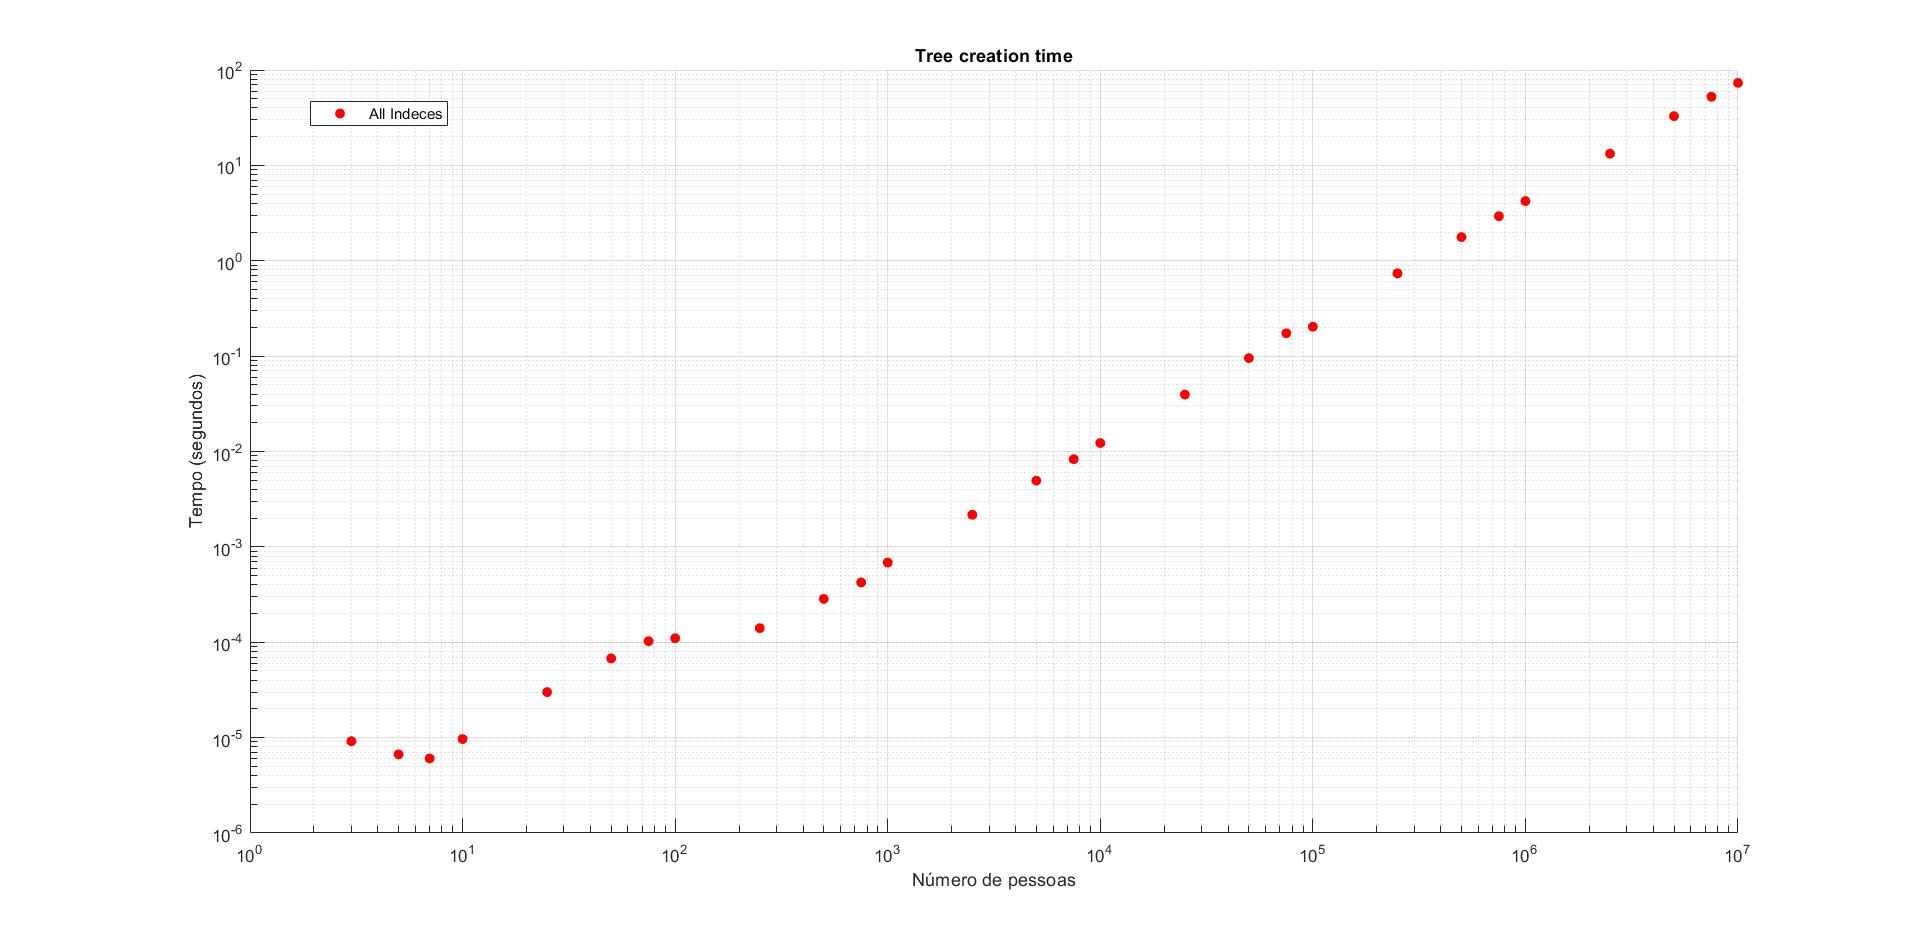 Tree creation time
All Indeces
10^2
10^1
10^0
10^-1
10^-2
10^-3
10^-4
10^-5
10^-6
Tempo (segundos)
10^0 10^1 10^2 10^3 10^4 10^5 10^6 10^7
Número de pessoas